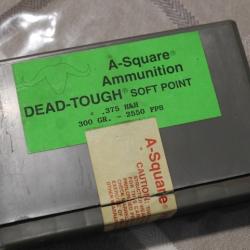 A-Square®
Ammunition
DEAD-TOUGH® SOFT POINT
.375 H&H
300 GR. - 2550 FPS
A-Square®
CAUTION: